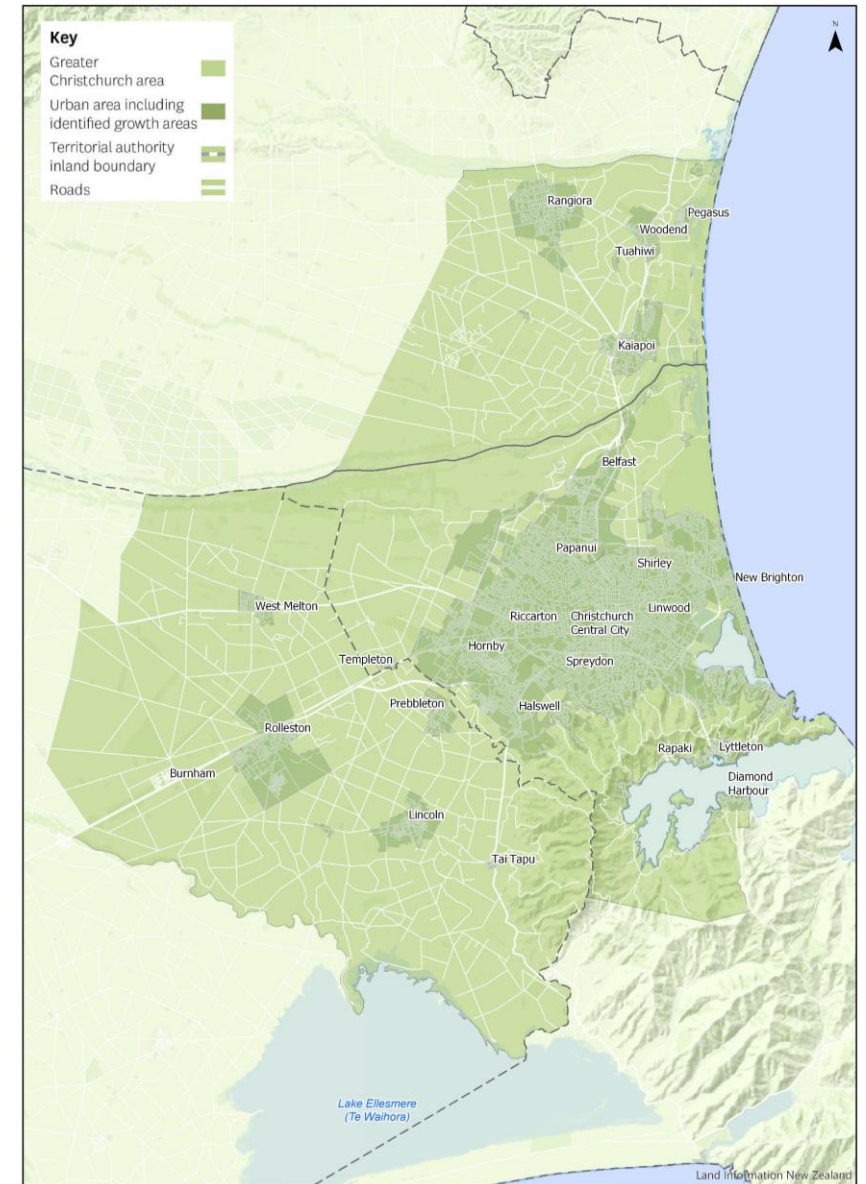 Key
Greater
Christchurch area
Urban area including
identified growth areas
Territorial authority
inland boundary
Roads
N
Rangiora
Pegasus
Woodend
Tuahiwi
Kaiapoi
Belfast
Papanui
Shirley
New Brighton
West Melton
Linwood
Riccarton
Christchurch
Central City
Hornby
Templeton
Spreydon
Prebbleton
Halswell
Rolleston
Rapaki
Lyttleton
Burnham
Diamond
Harbour
Lincoln
Tai Tapu
Lake Ellesmere
(Te Waihora)
Land Information New Zealand